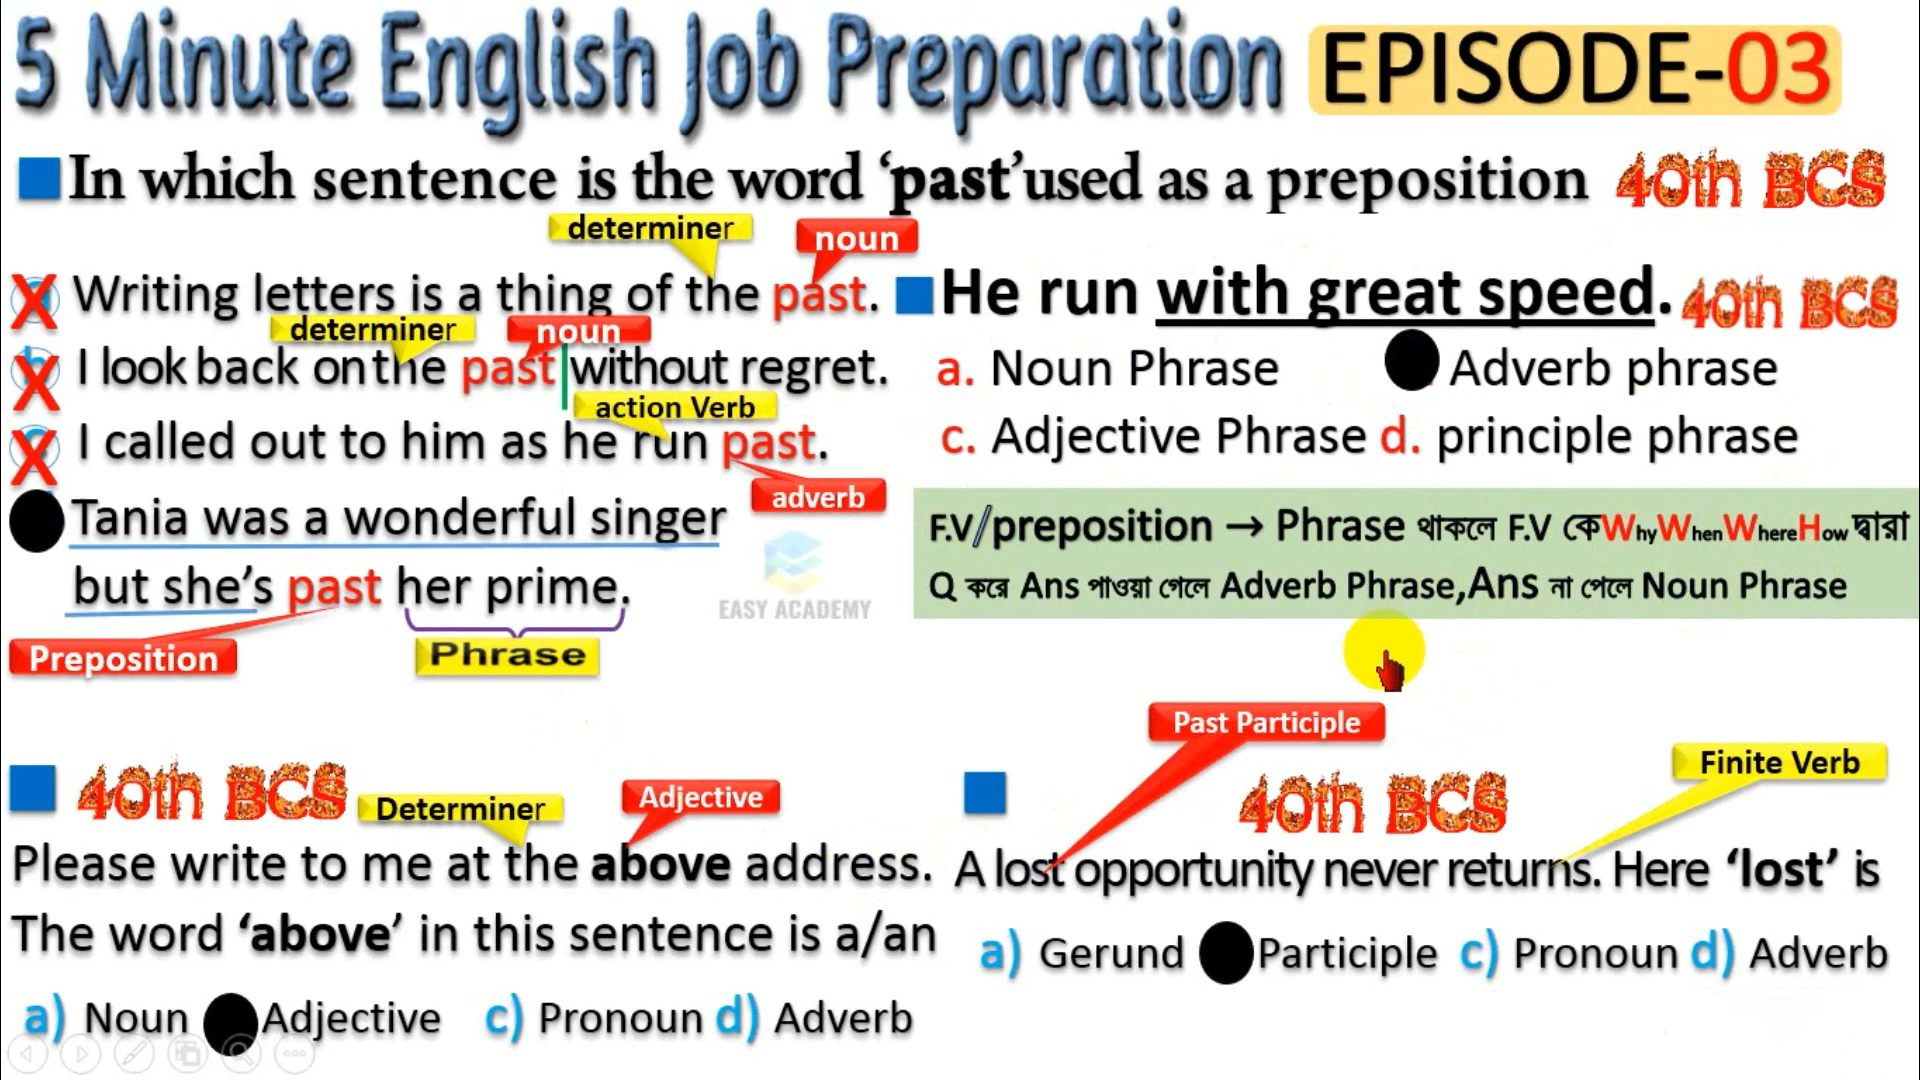 5 Minute English Job Preparation EPISODE-03
In which sentence is the word ‘past’used as a preposition 40th BCS
determiner noun
Writing letters is a thing of the past.
determiner noun
I look back on the past without regret.
action Verb
I called out to him as he run past.
adverb
Tania was a wonderful singer
but she’s past her prime.
Preposition Phrase
EASY ACADEMY
He run with great speed. 40th BCS
a. Noun Phrase Adverb phrase
c. Adjective Phrase d. principle phrase
F.V/preposition → Phrase থাকলে F.V কেWhyWhenWhereHow দ্বারা
Q করে Ans পাওয়া গেলে Adverb Phrase,Ans না পেলে Noun Phrase
40th BCS
Determiner Adjective
Please write to me at the above address.
The word ‘above’ in this sentence is a/an
a) Noun Adjective c) Pronoun d) Adverb
Past Participle
Finite Verb
40th BCS
A lost opportunity never returns. Here ‘lost’ is
a) Gerund Participle c) Pronoun d) Adverb